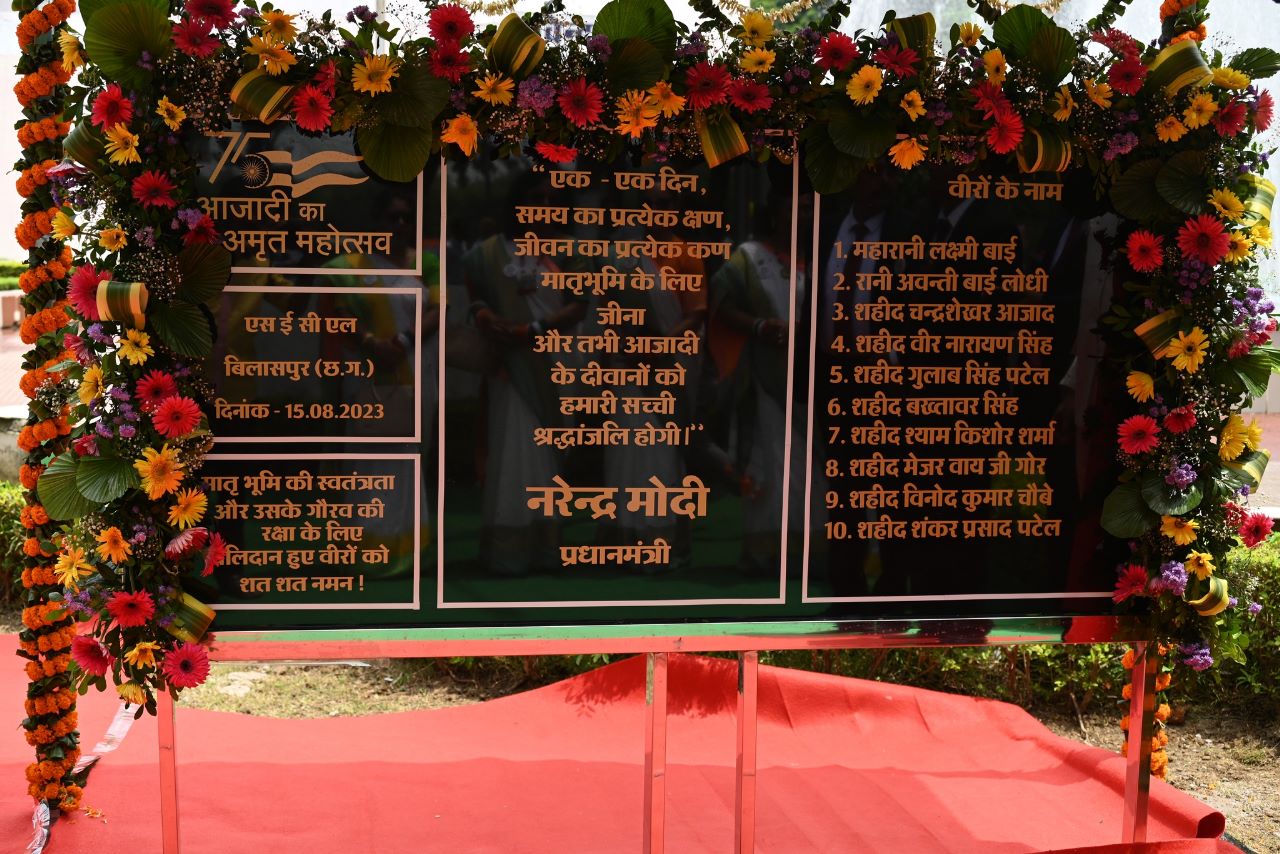 75
आजादी का
अमृत महोत्सव
एस ई सी एल
बिलासपुर (छ.ग.)
दिनांक - 15.08.2023
भूमि की स्वतंत्रता
और उसके गौरव की
रक्षा के लिए
हुए वीरों को
शत शत नमन !
“एक - एक दिन,
समय का प्रत्येक क्षण,
जीवन का प्रत्येक कण
मातृभूमि के लिए
जीना
और तभी आजादी
के दीवानों को
हमारी सच्ची
श्रद्धांजलि होगी।”
नरेन्द्र मोदी
प्रधानमंत्री
वीरों के नाम
1. महारानी लक्ष्मी बाई
2. रानी अवन्ती बाई लोधी
3. शहीद चन्द्रशेखर आजाद
4. शहीद वीर नारायण सिंह
5. शहीद गुलाब सिंह पटेल
6. शहीद बख्तावर सिंह
7. शहीद श्याम किशोर शर्मा
8. शहीद मेजर वाय जी गोर
9. शहीद विनोद कुमार चौबे
10. शहीद शंकर प्रसाद पटेल